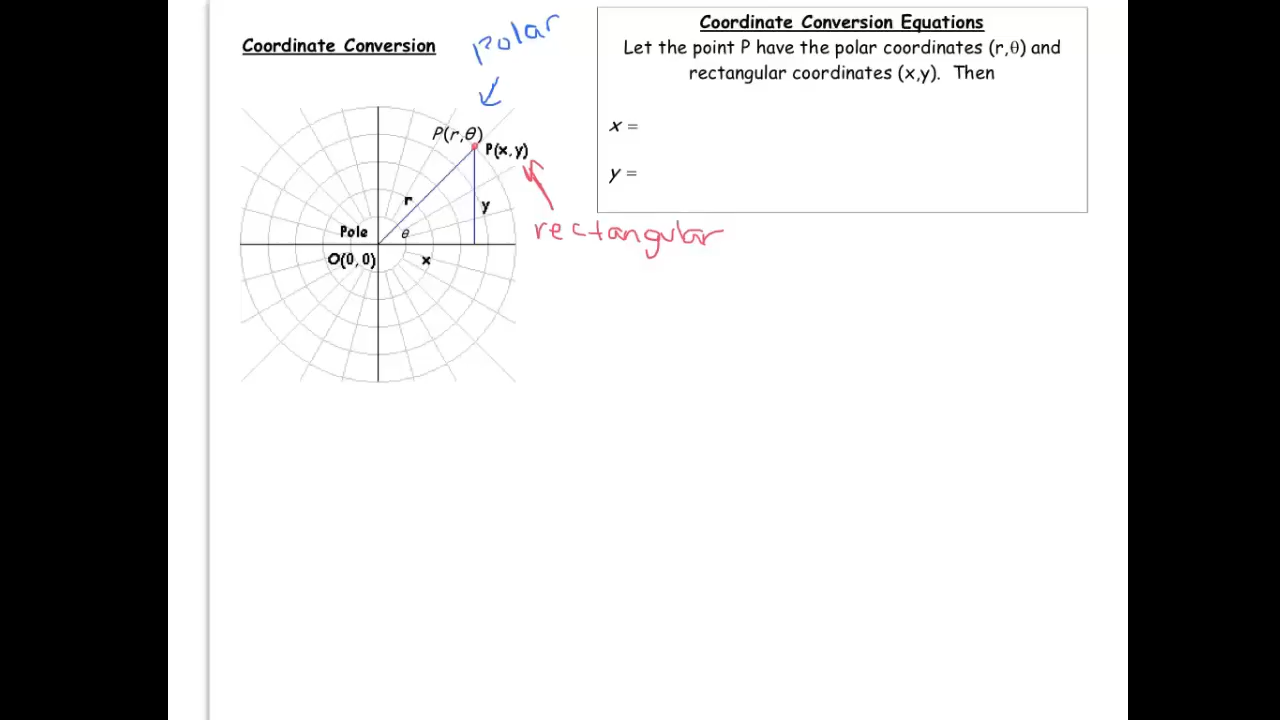 Coordinate Conversion
Polar
P(r,θ)
P(x,y)
r
y
Pole
θ
O(0,0)
x
rectangular
Coordinate Conversion Equations
Let the point P have the polar coordinates (r,θ) and
rectangular coordinates (x,y).  Then
x =
y =